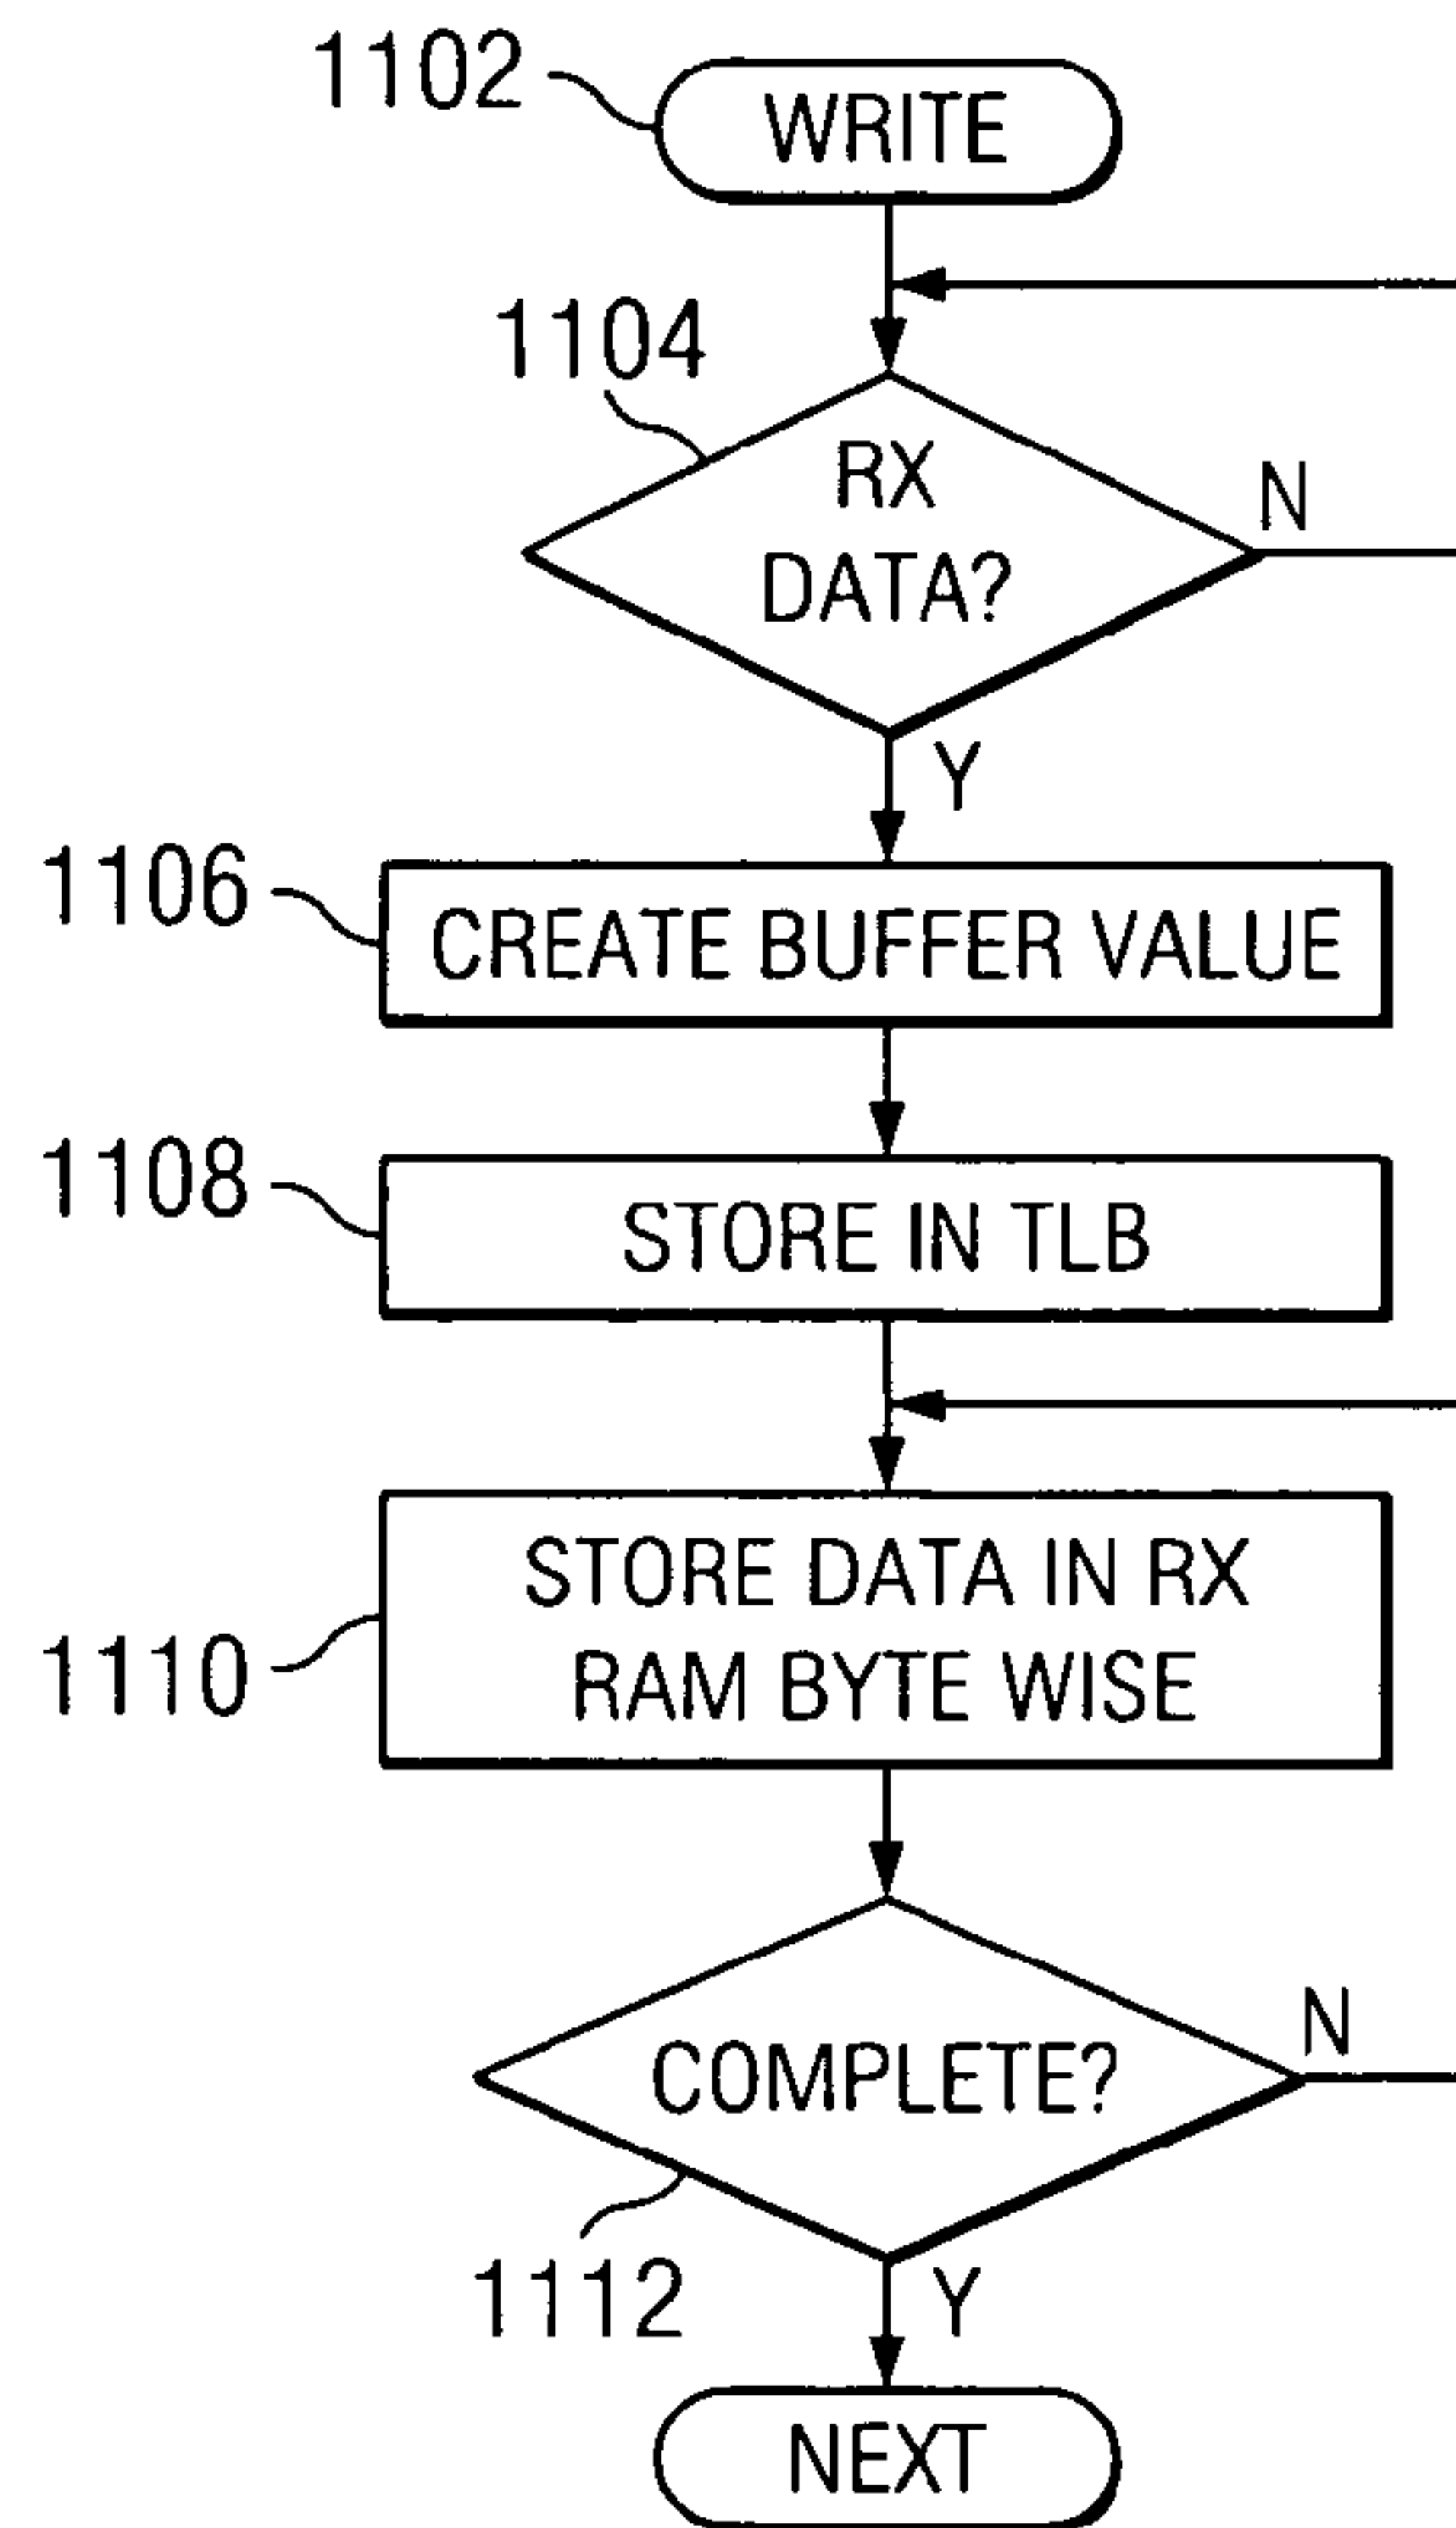 1102
WRITE
1104
RX
DATA?
N
Y
1106
CREATE BUFFER VALUE
1108
STORE IN TLB
STORE DATA IN RX
RAM BYTE WISE
1110
COMPLETE?
N
1112
Y
NEXT